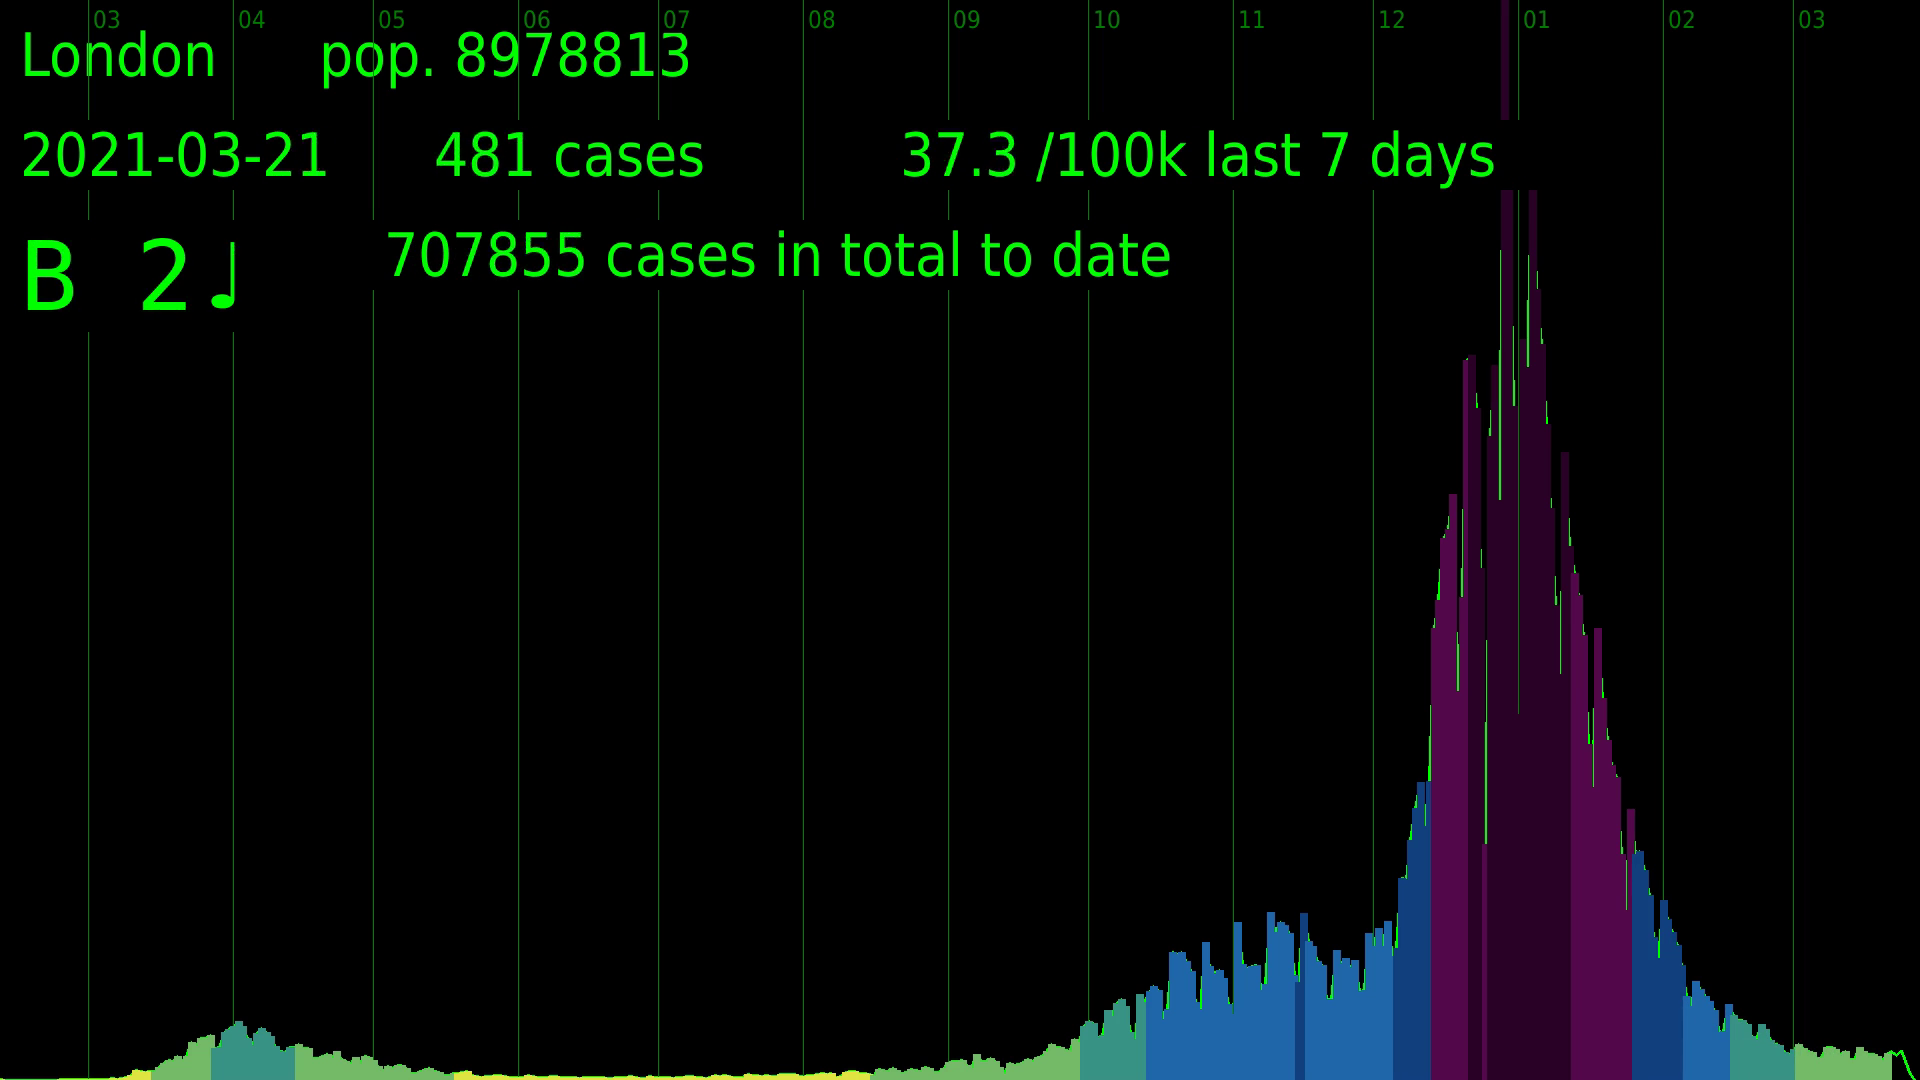 03 04 05 06 07 08 09 10 11 12 01 02 03
London pop. 8978813
2021-03-21 481 cases 37.3 /100k last 7 days
B 2♩ 707855 cases in total to date